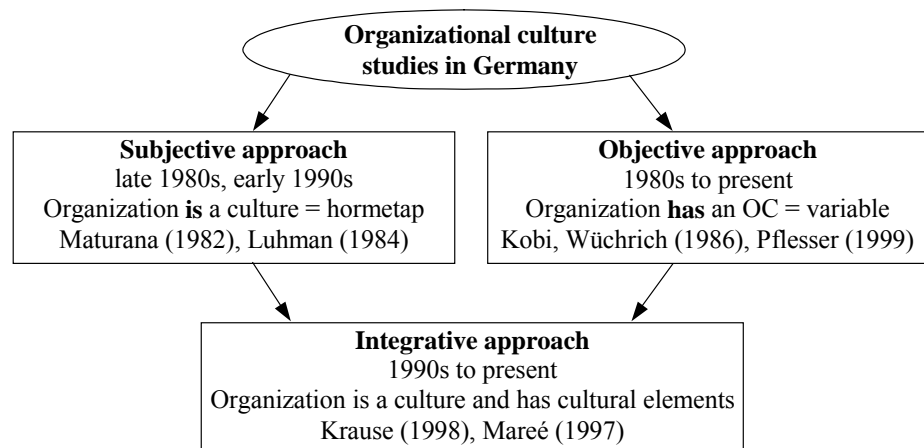 Organizational culture
studies in Germany
Subjective approach
late 1980s, early 1990s
Organization is a culture = hormetap
Maturana (1982), Luhman (1984)
Objective approach
1980s to present
Organization has an OC = variable
Kobi, Wüchrich (1986), Pflesser (1999)
Integrative approach
1990s to present
Organization is a culture and has cultural elements
Krause (1998), Mareé (1997)